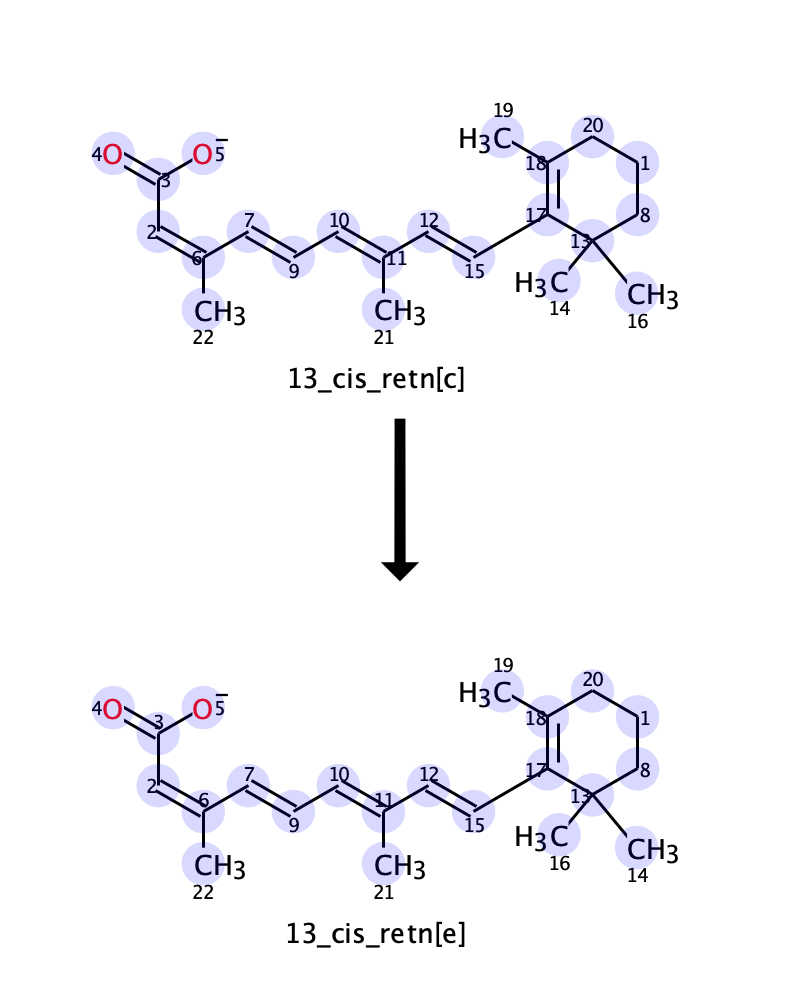 19
H3C 20
18 1
4O O⁻5
3
2 7 10 12 17 8
6 9 11 15 13
H3C CH3
14 16
CH3 CH3
22 21
13_cis_retn[c]
19
H3C 20
18 1
4O O⁻5
3
2 7 10 12 17 8
6 9 11 15 13
H3C CH3
16 14
CH3 CH3
22 21
13_cis_retn[e]